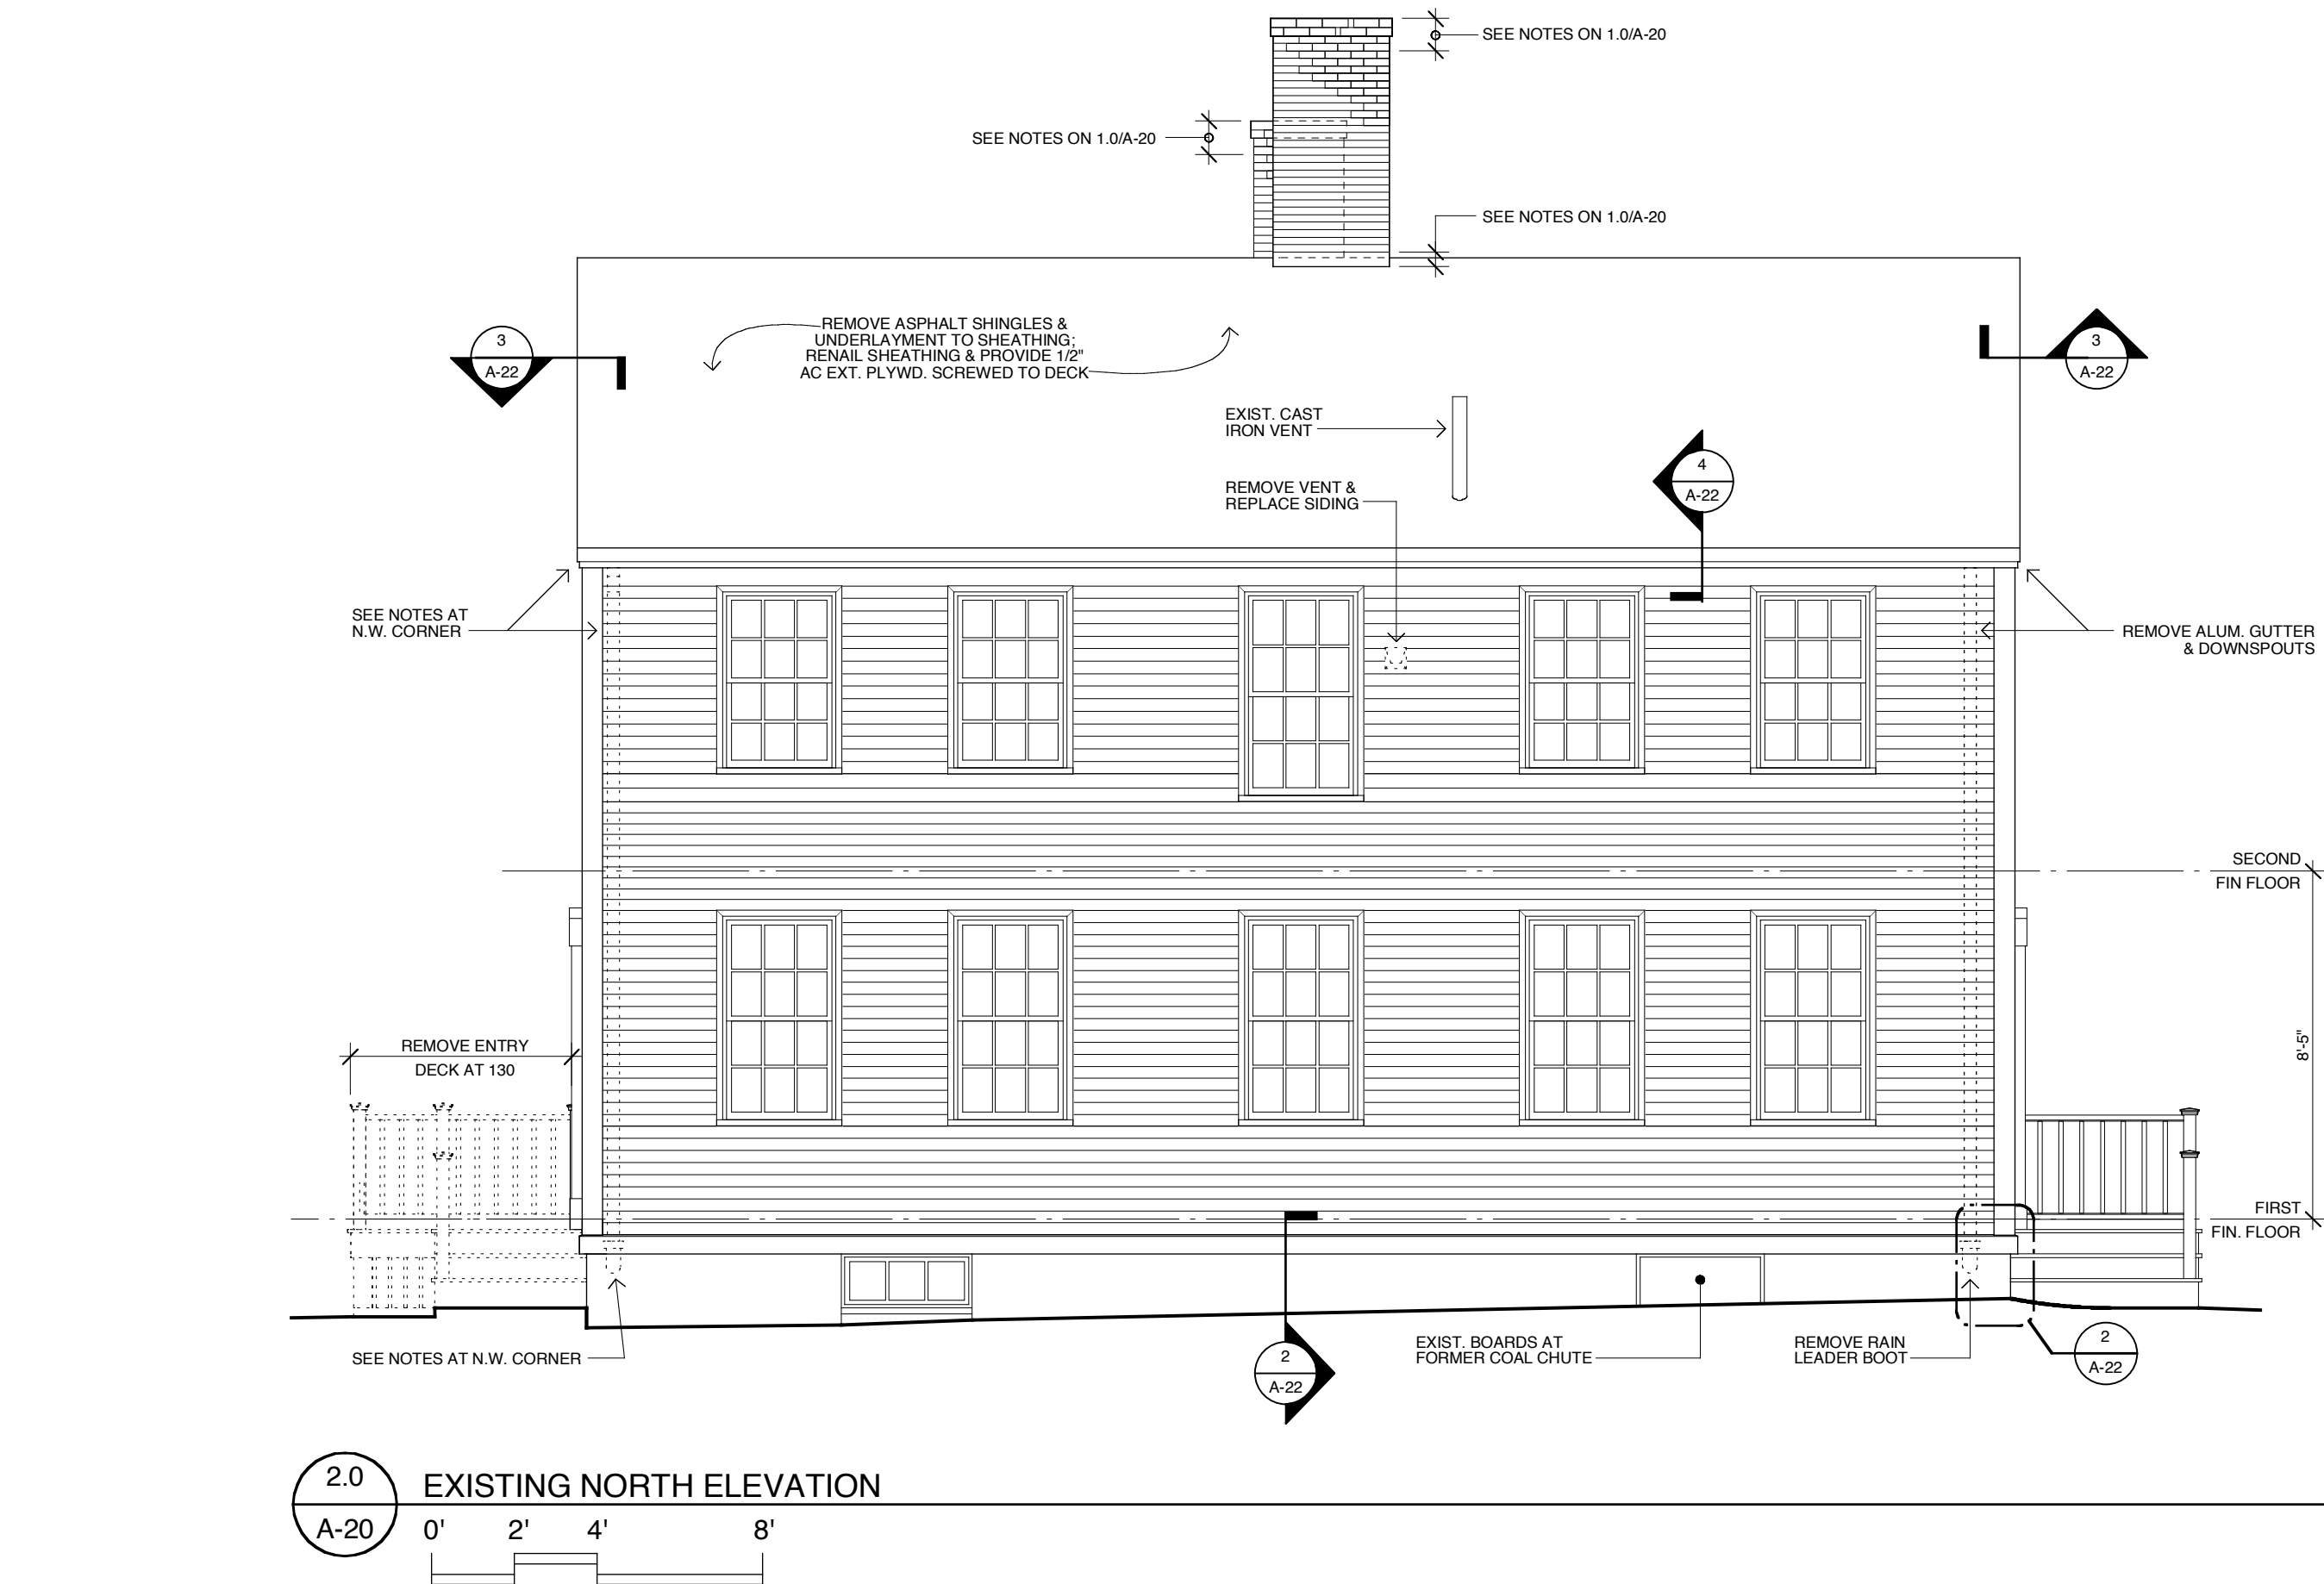 SEE NOTES ON 1.0/A-20
SEE NOTES ON 1.0/A-20
SEE NOTES ON 1.0/A-20
REMOVE ASPHALT SHINGLES &
UNDERLAYMENT TO SHEATHING;
RENAIL SHEATHING & PROVIDE 1/2"
AC EXT. PLYWD. SCREWED TO DECK
3
A-22
3
A-22
EXIST. CAST
IRON VENT
4
A-22
REMOVE VENT &
REPLACE SIDING
SEE NOTES AT
N.W. CORNER
REMOVE ALUM. GUTTER
& DOWNSPOUTS
SECOND
FIN FLOOR
8'-5"
REMOVE ENTRY
DECK AT 130
FIRST
FIN. FLOOR
SEE NOTES AT N.W. CORNER
2
A-22
EXIST. BOARDS AT
FORMER COAL CHUTE
REMOVE RAIN
LEADER BOOT
2
A-22
2.0
A-20
EXISTING NORTH ELEVATION
0' 2' 4' 8'